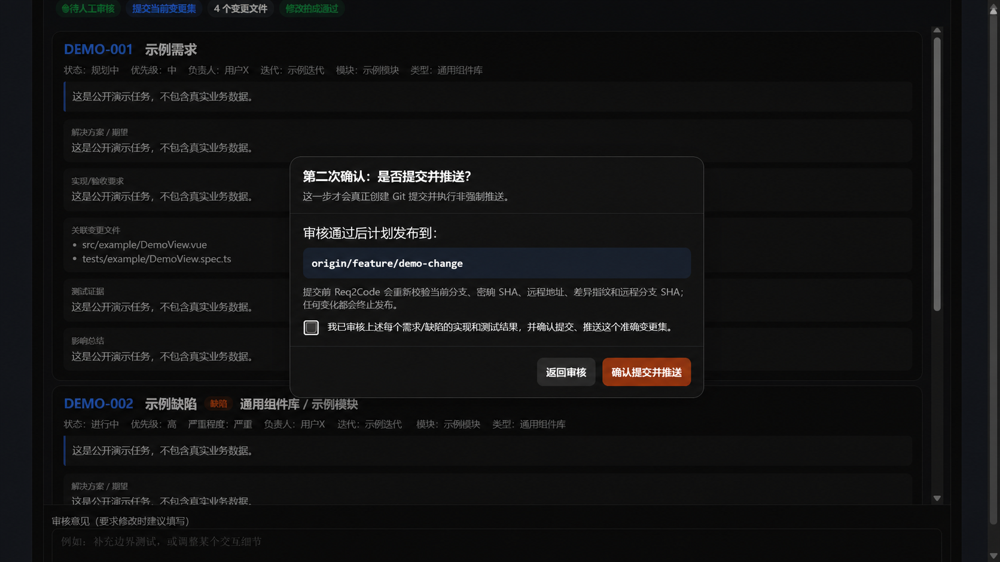 待人工审核
提交当前变更集
4 个变更文件
修改拍成通过
DEMO-001 示例需求
状态：规划中 优先级：中 负责人：用户X 迭代：示例迭代 模块：示例模块 类型：通用组件库
这是公开演示任务，不包含真实业务数据。
解决方案 / 期望
这是公开演示任务，不包含真实业务数据。
实现/验收要求
这是公开演示任务，不包含真实业务数据。
关联变更文件
• src/example/DemoView.vue
• tests/example/DemoView.spec.ts
测试证据
这是公开演示任务，不包含真实业务数据。
影响总结
这是公开演示任务，不包含真实业务数据。
第二次确认：是否提交并推送？
这一步才会真正创建 Git 提交并执行非强制推送。
审核通过后计划发布到：
origin/feature/demo-change
提交前 Req2Code 会重新校验当前分支、密确 SHA、远程地址、差异指纹和远程分支 SHA；
任何变化都会终止发布。
我已审核上述每个需求/缺陷的实现和测试结果，并确认提交、推送这个准确变更集。
返回审核
确认提交并推送
DEMO-002 示例缺陷 缺陷 通用组件库 / 示例模块
状态：进行中 优先级：高 严重程度：严重 负责人：用户X 迭代：示例迭代 模块：示例模块 类型：通用组件库
这是公开演示任务，不包含真实业务数据。
解决方案 / 期望
这是公开演示任务，不包含真实业务数据。
审核意见（要求修改时建议填写）
例如：补充边界测试，或调整某个交互细节